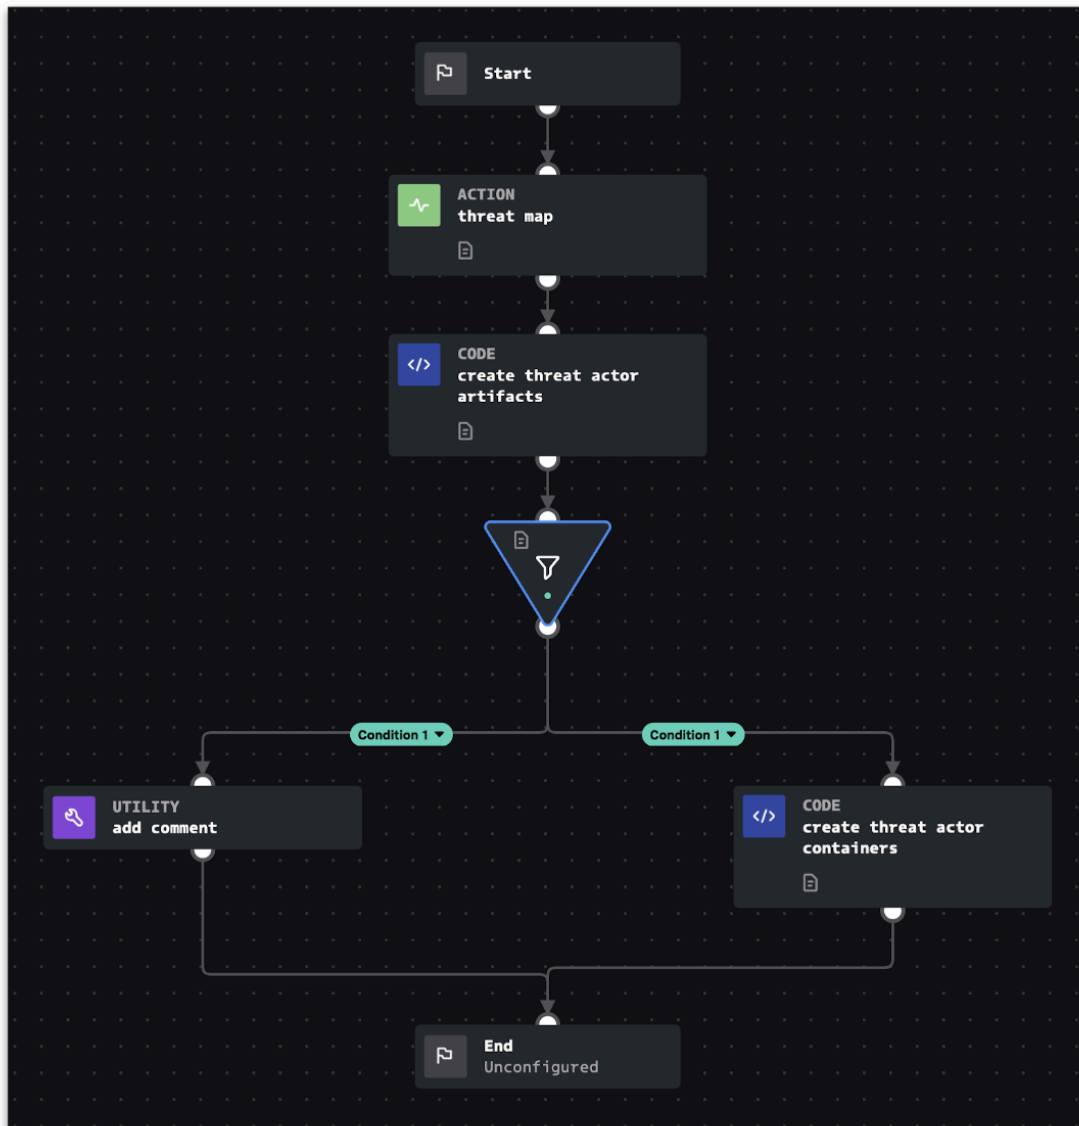 Start
ACTION
threat map
CODE
create threat actor
artifacts
Condition 1
Condition 1
UTILITY
add comment
CODE
create threat actor
containers
End
Unconfigured